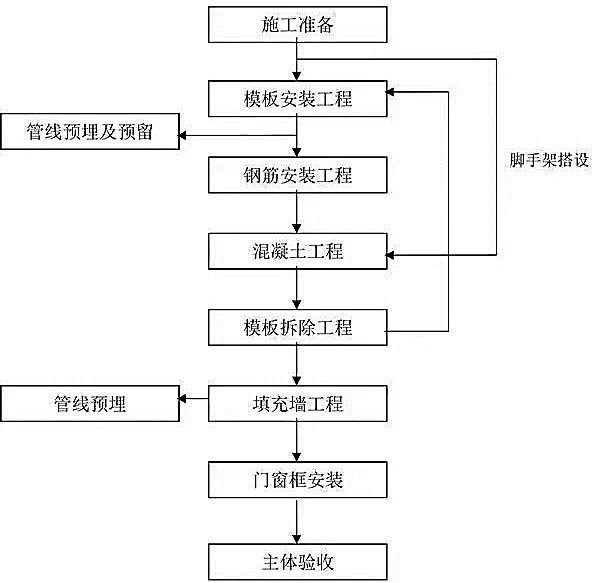 施工准备
模板安装工程
管线预埋及预留
脚手架搭设
钢筋安装工程
混凝土工程
模板拆除工程
管线预埋
填充墙工程
门窗框安装
主体验收